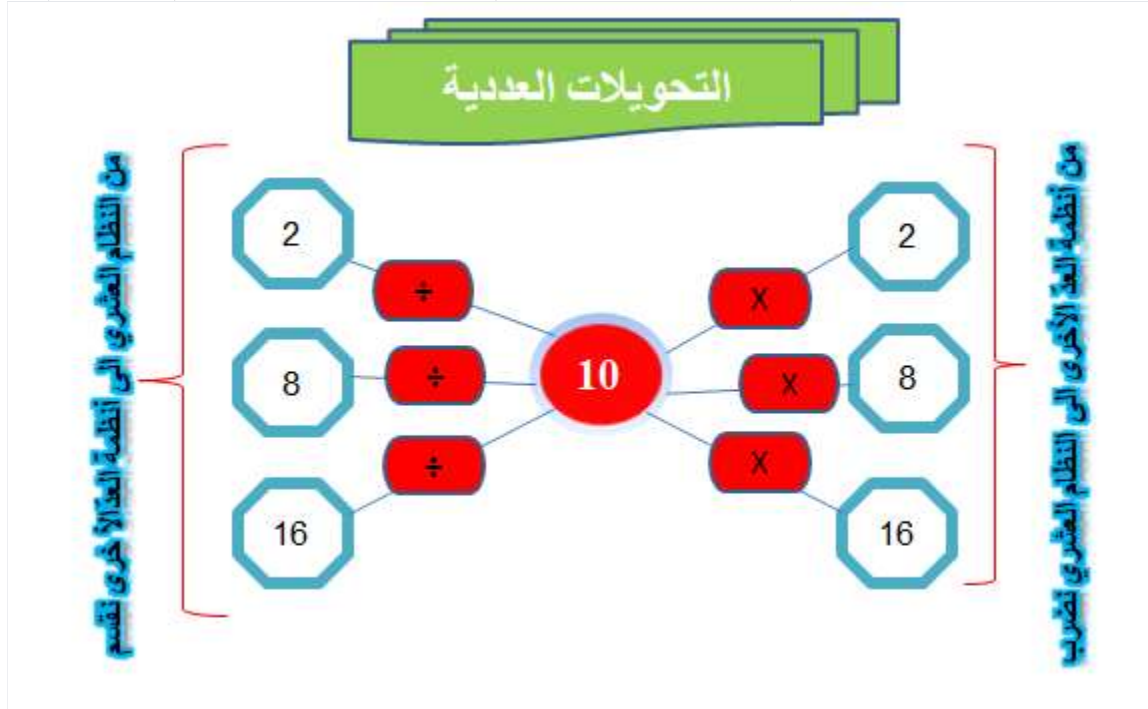 التحويلات العددية
من أنظمة العدّ الأخرى الى النظام العشري نضرب
2
X
8
X
16
X
10
2
÷
8
÷
16
÷
من النظام العشري الى أنظمة العدّالأخرى نقسم